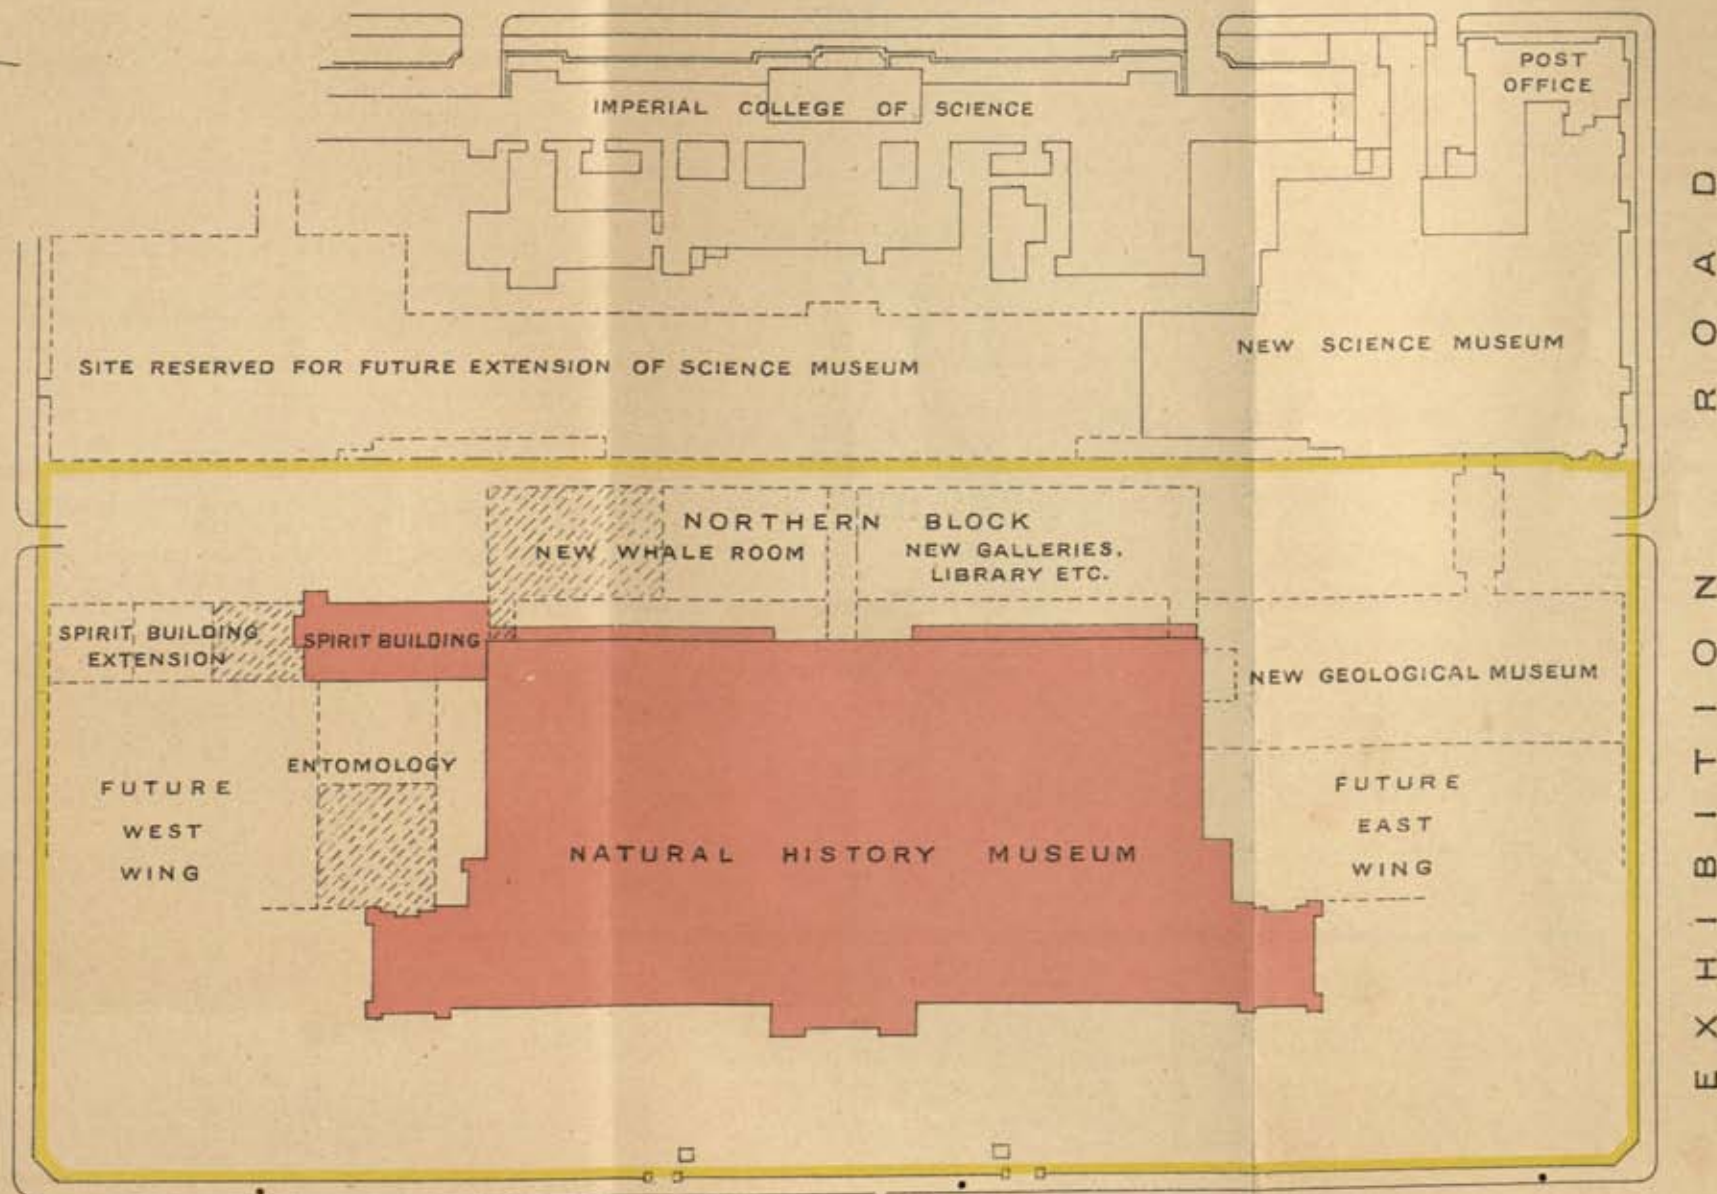 POST
OFFICE
IMPERIAL COLLEGE OF SCIENCE
NEW SCIENCE MUSEUM
SITE RESERVED FOR FUTURE EXTENSION OF SCIENCE MUSEUM
EXHIBITION ROAD
NORTHERN BLOCK
NEW WHALE ROOM
NEW GALLERIES,
LIBRARY ETC.
SPIRIT BUILDING
EXTENSION
SPIRIT BUILDING
NEW GEOLOGICAL MUSEUM
ENTOMOLOGY
FUTURE
WEST
WING
FUTURE
EAST
WING
NATURAL HISTORY MUSEUM